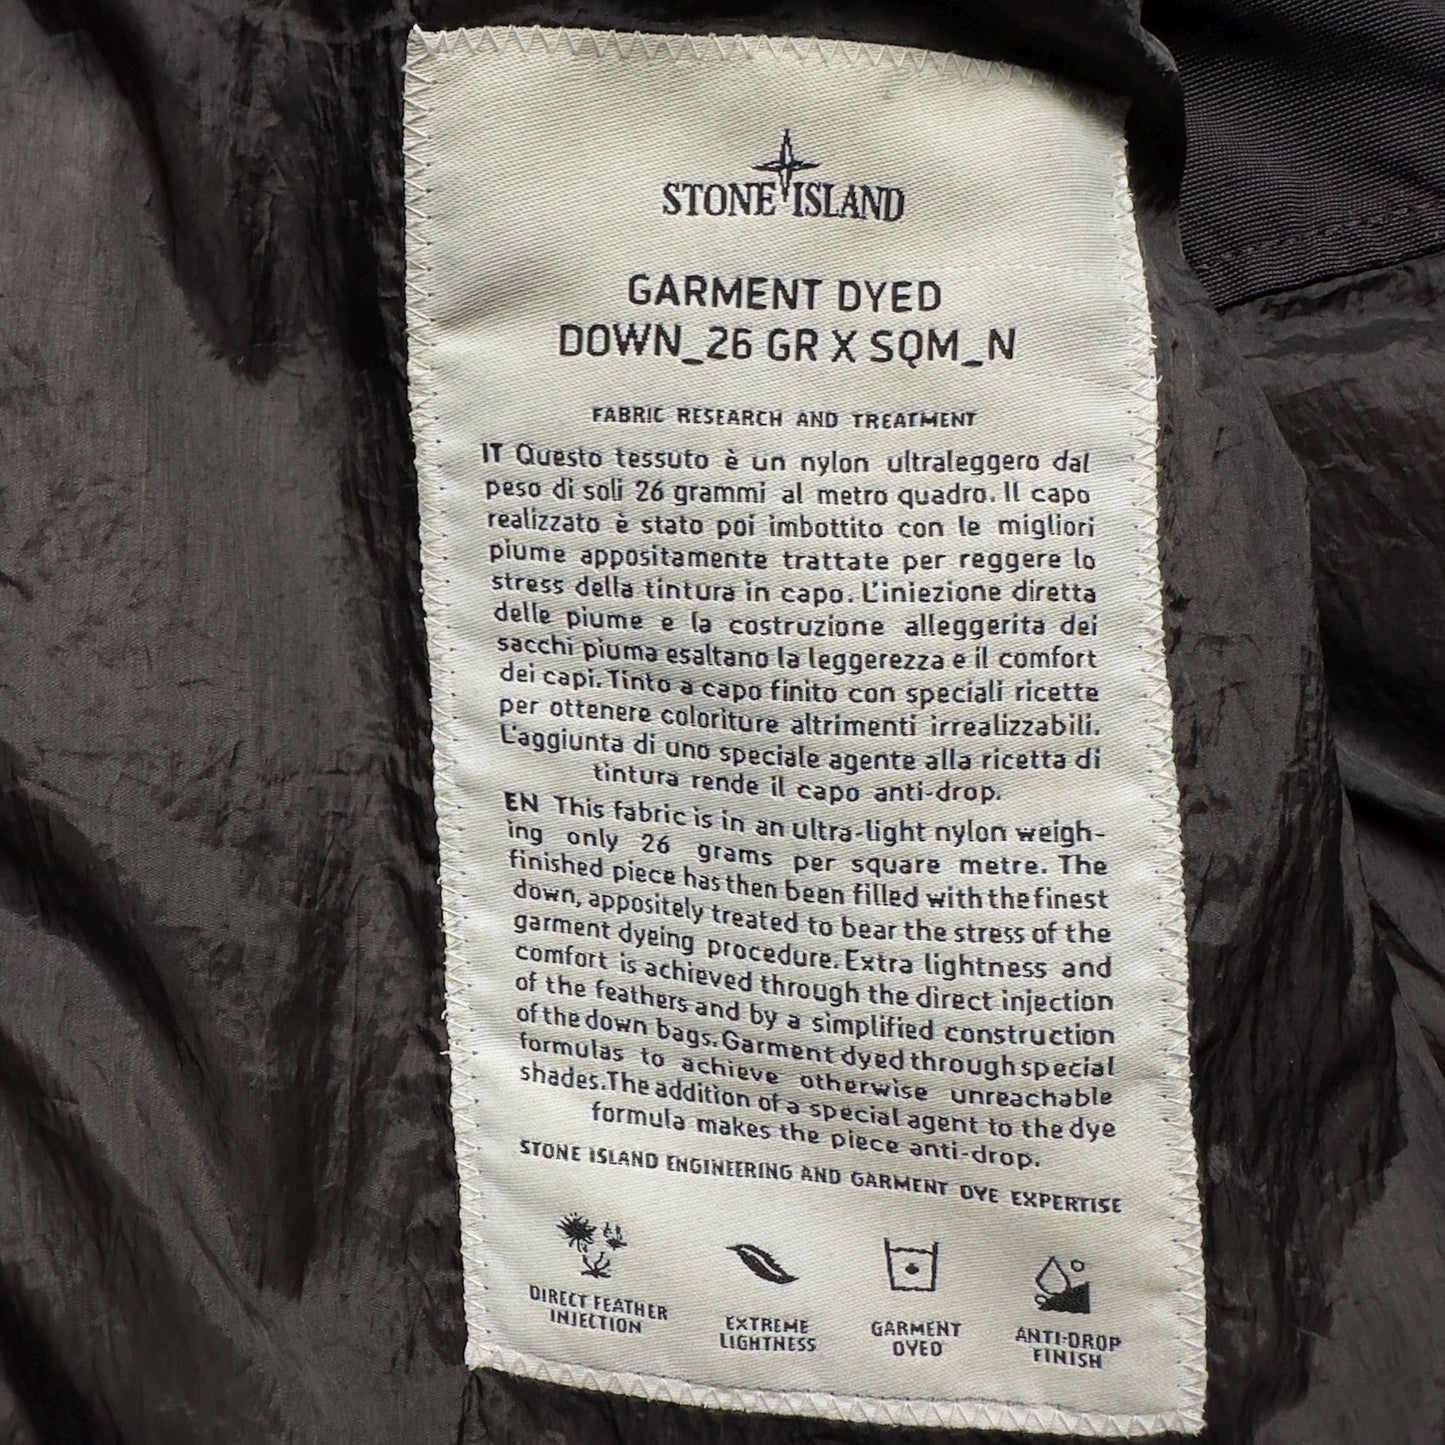 STONE ISLAND
GARMENT DYED
DOWN_26 GR X SQM_N
FABRIC RESEARCH AND TREATMENT
IT Questo tessuto è un nylon ultraleggero dal
peso di soli 26 grammi al metro quadro. Il capo
realizzato è stato poi imbottito con le migliori
piume appositamente trattate per reggere lo
stress della tintura in capo. L'iniezione diretta
delle piume e la costruzione alleggerita dei
sacchi piuma esaltano la leggerezza e il comfort
dei capi. Tinto a capo finito con speciali ricette
per ottenere coloriture altrimenti irrealizzabili.
L'aggiunta di uno speciale agente alla ricetta di
tintura rende il capo anti-drop.
EN This fabric is in an ultra-light nylon weigh-
ing only 26 grams per square metre. The
finished piece has then been filled with the finest
down, appositely treated to bear the stress of the
garment dyeing procedure. Extra lightness and
comfort is achieved through the direct injection
of the feathers and by a simplified construction
of the down bags. Garment dyed through special
formulas to achieve otherwise unreachable
shades. The addition of a special agent to the dye
formula makes the piece anti-drop.
STONE ISLAND ENGINEERING AND GARMENT DYE EXPERTISE
DIRECT FEATHER
INJECTION
EXTREME
LIGHTNESS
GARMENT
DYED
ANTI-DROP
FINISH